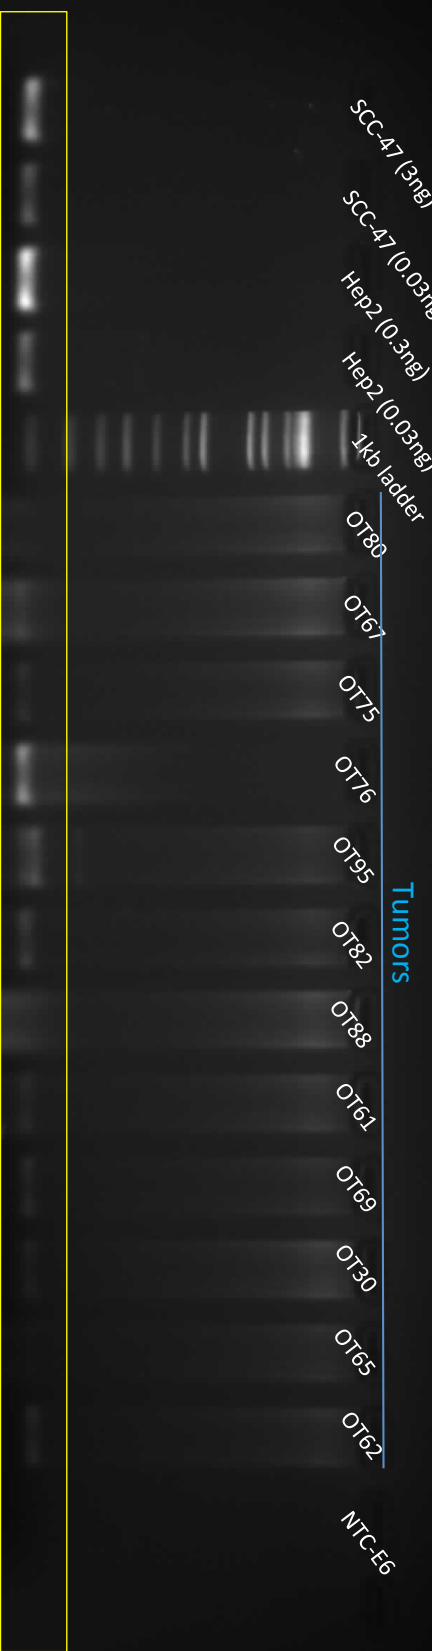 SCC-47 (3ng)
SCC-47 (0.03ng
Hep2 (0.3ng)
Hep2 (0.03ng)
1kb ladder
OT80
OT67
OT75
OT76
OT95
OT82
OT88
OT61
OT69
OT30
OT65
OT62
NTC-E6
Tumors